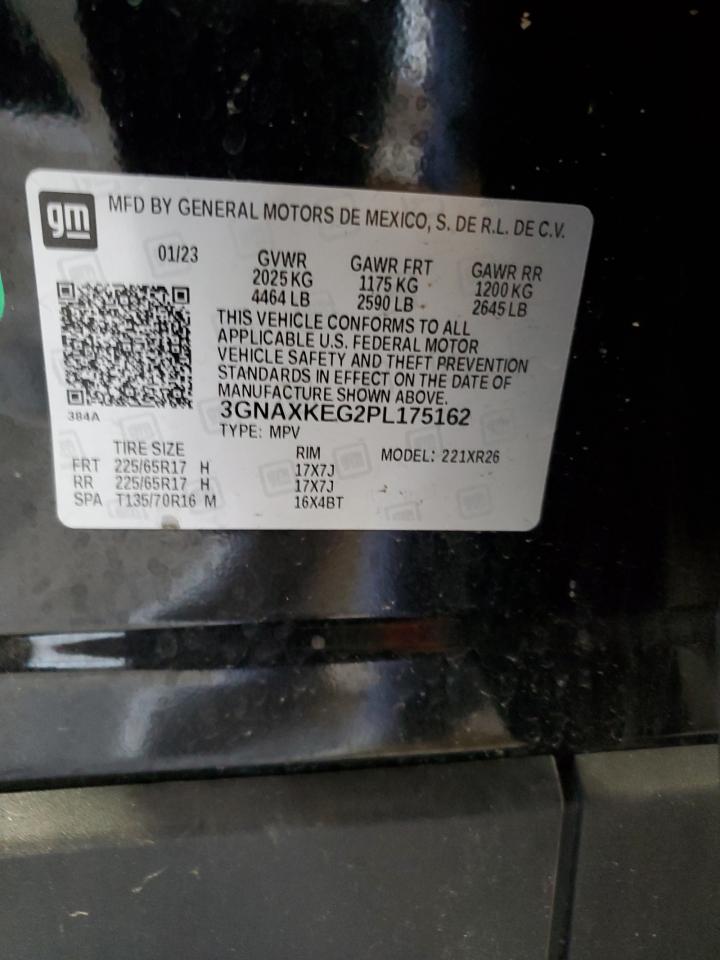 gm
MFD BY GENERAL MOTORS DE MEXICO, S. DE R.L. DE C.V.
01/23 GVWR GAWR FRT GAWR RR
2025 KG 1175 KG 1200 KG
4464 LB 2590 LB 2645 LB
THIS VEHICLE CONFORMS TO ALL
APPLICABLE U.S. FEDERAL MOTOR
VEHICLE SAFETY AND THEFT PREVENTION
STANDARDS IN EFFECT ON THE DATE OF
MANUFACTURE SHOWN ABOVE.
384A
3GNAXKEG2PL175162
TYPE: MPV
TIRE SIZE RIM MODEL: 221XR26
FRT 225/65R17 H 17X7J
RR 225/65R17 H 17X7J
SPA T135/70R16 M 16X4BT